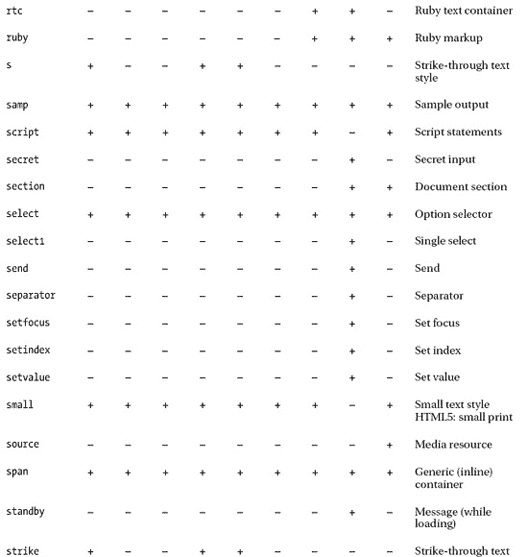 rtc – – – – – – + + – Ruby text container
ruby – – – – – – + + + Ruby markup
s + – – + + – – – – Strike-through text
style
samp + + + + + + + + + Sample output
script + + + + + + + – + Script statements
secret – – – – – – – + – Secret input
section – – – – – – – + + Document section
select + + + + + + + + + Option selector
select1 – – – – – – – + – Single select
send – – – – – – – + – Send
separator – – – – – – – + – Separator
setfocus – – – – – – – + – Set focus
setindex – – – – – – – + – Set index
setvalue – – – – – – – + – Set value
small + + + + + + + – + Small text style
HTML5: small print
source – – – – – – – – + Media resource
span + + + + + + + + + Generic (inline)
container
standby – – – – – – – + – Message (while
loading)
strike + – – + + – – – – Strike-through text